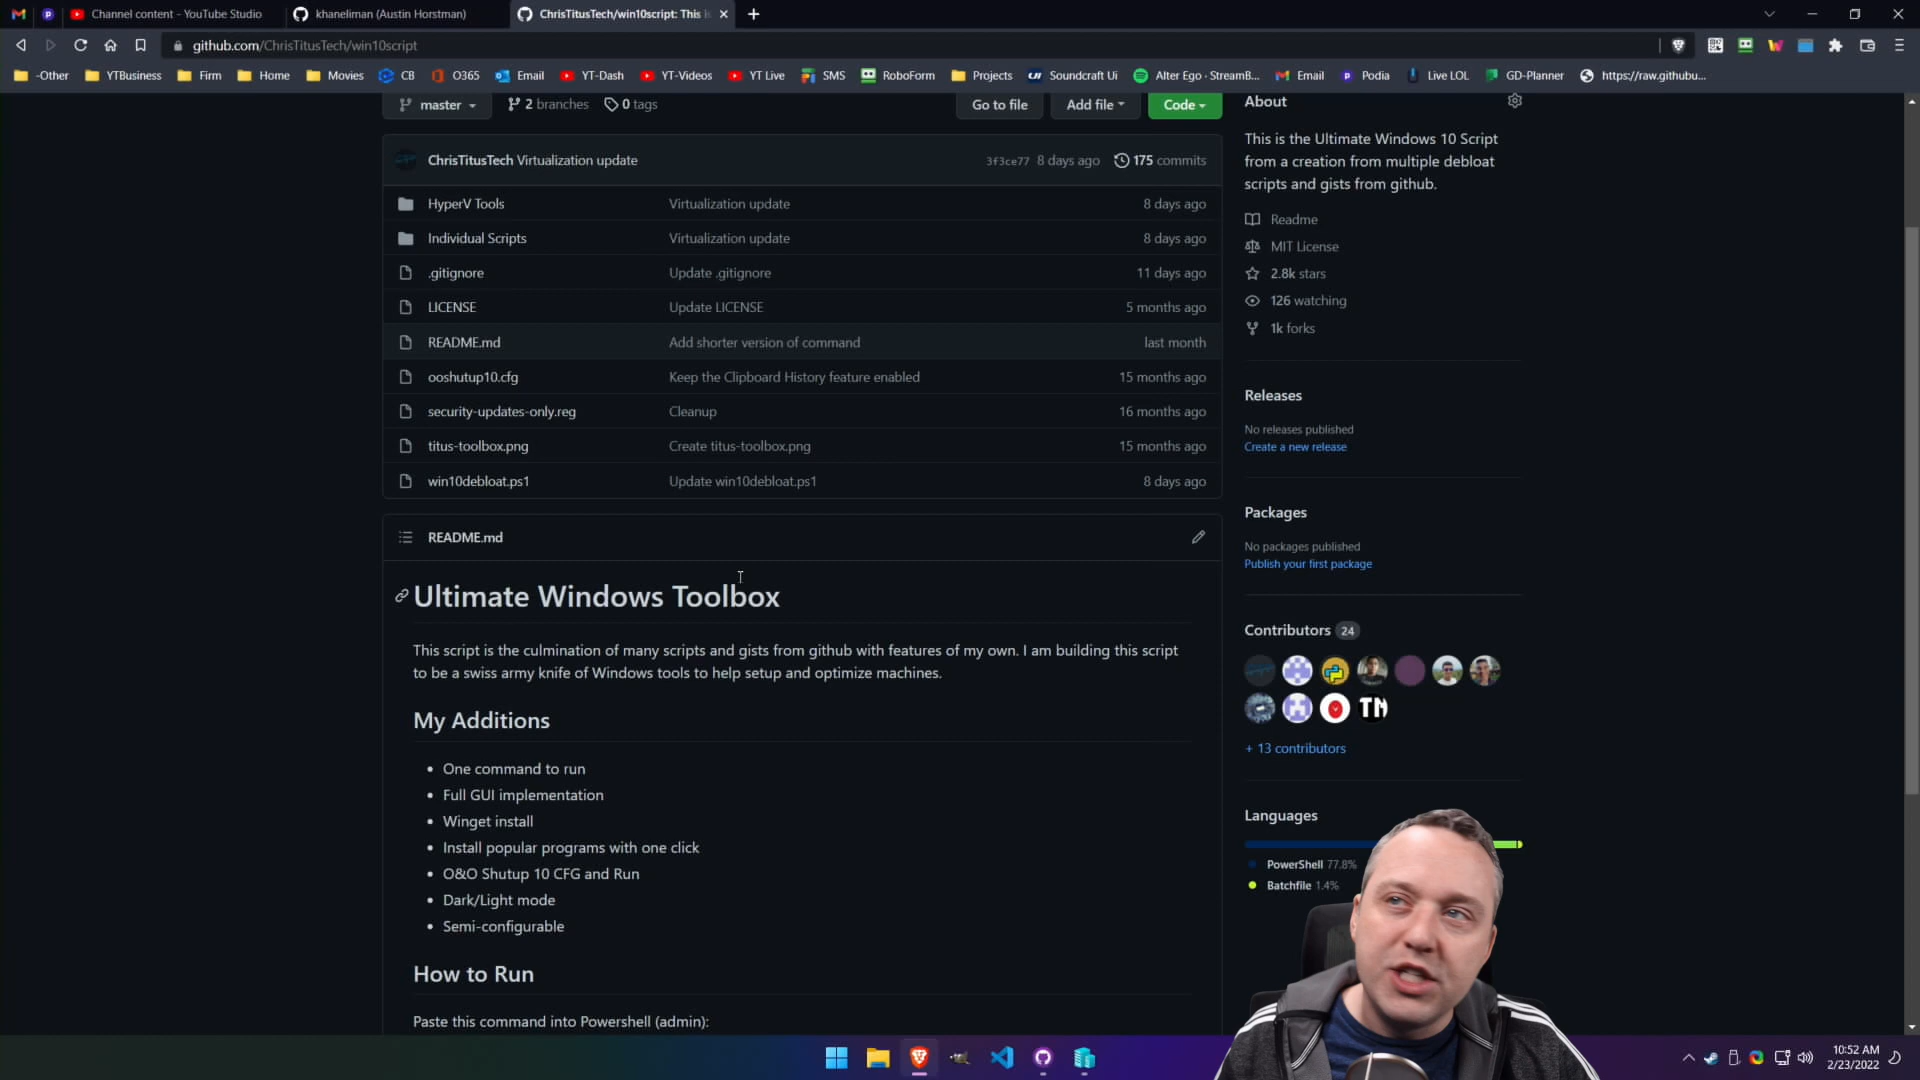 Channel content - YouTube Studio
khaneliman (Austin Horstman)
ChrisTitusTech/win10script: This i
github.com/ChrisTitusTech/win10script
-Other
YTBusiness
Firm
Home
Movies
CB
O365
Email
YT-Dash
YT-Videos
YT Live
SMS
RoboForm
Projects
Soundcraft Ui
Alter Ego - StreamB...
Email
Podia
Live LOL
GD-Planner
https://raw.githubu...
master
2 branches
0 tags
Go to file
Add file
Code
ChrisTitusTech Virtualization update
3f3ce77 8 days ago
175 commits
HyperV Tools
Virtualization update
8 days ago
Individual Scripts
Virtualization update
8 days ago
.gitignore
Update .gitignore
11 days ago
LICENSE
Update LICENSE
5 months ago
README.md
Add shorter version of command
last month
ooshutup10.cfg
Keep the Clipboard History feature enabled
15 months ago
security-updates-only.reg
Cleanup
16 months ago
titus-toolbox.png
Create titus-toolbox.png
15 months ago
win10debloat.ps1
Update win10debloat.ps1
8 days ago
README.md
Ultimate Windows Toolbox
This script is the culmination of many scripts and gists from github with features of my own. I am building this script
to be a swiss army knife of Windows tools to help setup and optimize machines.
My Additions
One command to run
Full GUI implementation
Winget install
Install popular programs with one click
O&O Shutup 10 CFG and Run
Dark/Light mode
Semi-configurable
How to Run
Paste this command into Powershell (admin):
About
This is the Ultimate Windows 10 Script
from a creation from multiple debloat
scripts and gists from github.
Readme
MIT License
2.8k stars
126 watching
1k forks
Releases
No releases published
Create a new release
Packages
No packages published
Publish your first package
Contributors 24
TN
+ 13 contributors
Languages
PowerShell 77.8%
Batchfile 1.4%
10:52 AM
2/23/2022